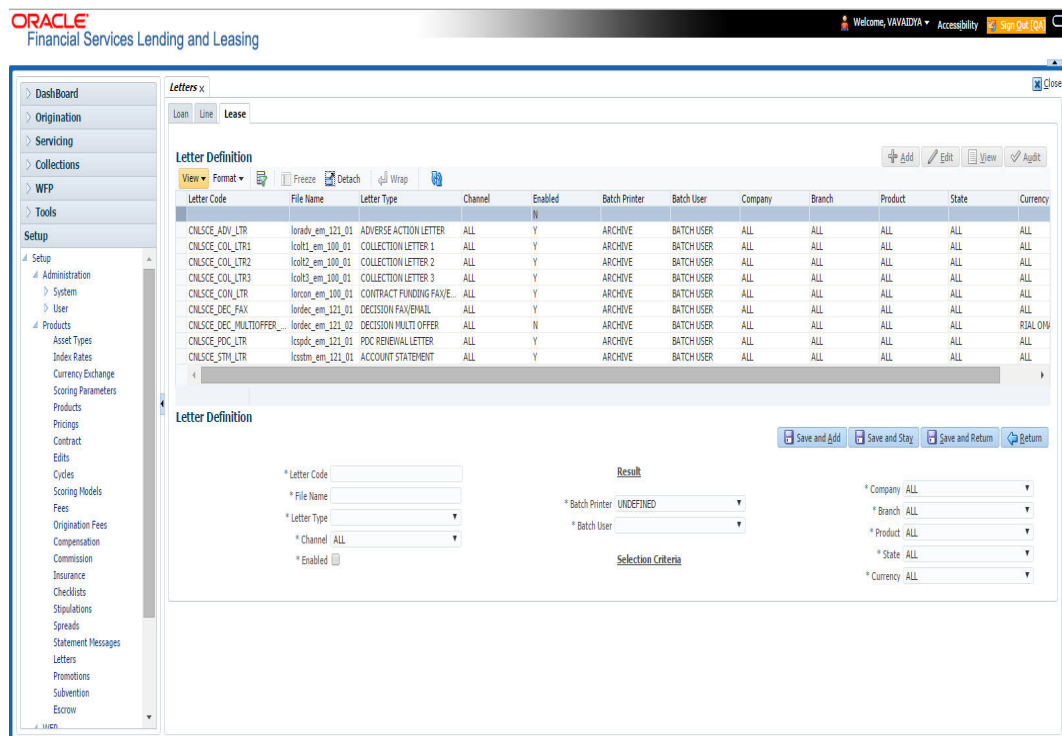 ORACLE'
Financial Services Lending and Leasing
Welcome, VAVAIDYA Accessibility Sign Out [QA]
Close
DashBoard
Origination
Servicing
Collections
WFP
Tools
Setup
Setup
Administration
System
User
Products
Asset Types
Index Rates
Currency Exchange
Scoring Parameters
Products
Pricings
Contract
Edits
Cycles
Scoring Models
Fees
Origination Fees
Compensation
Commission
Insurance
Checklists
Stipulations
Spreads
Statement Messages
Letters
Promotions
Subvention
Escrow
WFP
Letters x
Loan Line Lease
Letter Definition
Add Edit View Audit
View Format Freeze Detach Wrap
Letter Code File Name Letter Type Channel Enabled Batch Printer Batch User Company Branch Product State Currency
N
CNLSCE_ADV_LTR loradv_em_121_01 ADVERSE ACTION LETTER ALL Y ARCHIVE BATCH USER ALL ALL ALL ALL ALL
CNLSCE_COL_LTR1 lcolt1_em_100_01 COLLECTION LETTER 1 ALL Y ARCHIVE BATCH USER ALL ALL ALL ALL ALL
CNLSCE_COL_LTR2 lcolt2_em_100_01 COLLECTION LETTER 2 ALL Y ARCHIVE BATCH USER ALL ALL ALL ALL ALL
CNLSCE_COL_LTR3 lcolt3_em_100_01 COLLECTION LETTER 3 ALL Y ARCHIVE BATCH USER ALL ALL ALL ALL ALL
CNLSCE_CON_LTR lorcon_em_100_01 CONTRACT FUNDING FAX/E... ALL Y ARCHIVE BATCH USER ALL ALL ALL ALL ALL
CNLSCE_DEC_FAX lordec_em_121_01 DECISION FAX/EMAIL ALL Y ARCHIVE BATCH USER ALL ALL ALL ALL ALL
CNLSCE_DEC_MULTIOFFER_... lordec_em_121_02 DECISION MULTI OFFER ALL N ARCHIVE BATCH USER ALL ALL ALL ALL RIAL OMA
CNLSCE_PDC_LTR lcspdc_em_121_01 PDC RENEWAL LETTER ALL Y ARCHIVE BATCH USER ALL ALL ALL ALL ALL
CNLSCE_STM_LTR lcsstm_em_121_01 ACCOUNT STATEMENT ALL Y ARCHIVE BATCH USER ALL ALL ALL ALL ALL
Letter Definition
Save and Add Save and Stay Save and Return Return
* Letter Code
* File Name
* Letter Type
* Channel ALL
* Enabled
Result
* Batch Printer UNDEFINED
* Batch User
Selection Criteria
* Company ALL
* Branch ALL
* Product ALL
* State ALL
* Currency ALL